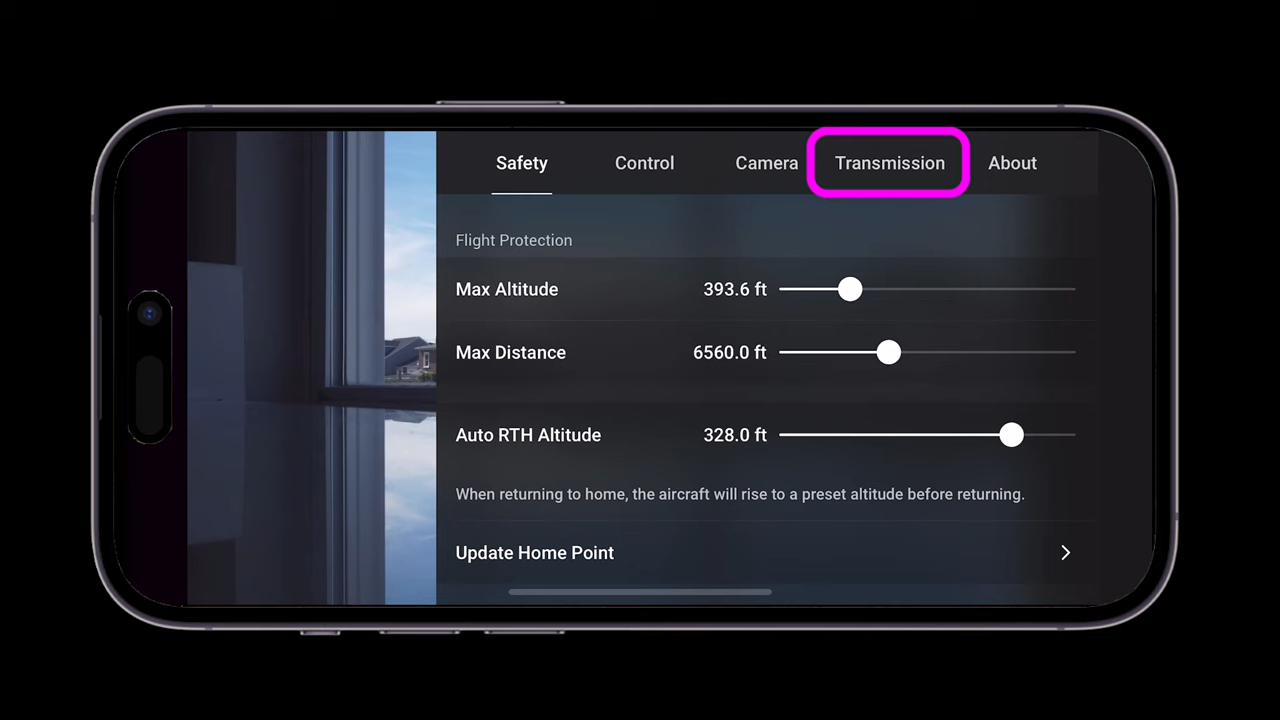 Safety Control Camera Transmission About
Flight Protection
Max Altitude 393.6 ft
Max Distance 6560.0 ft
Auto RTH Altitude 328.0 ft
When returning to home, the aircraft will rise to a preset altitude before returning.
Update Home Point